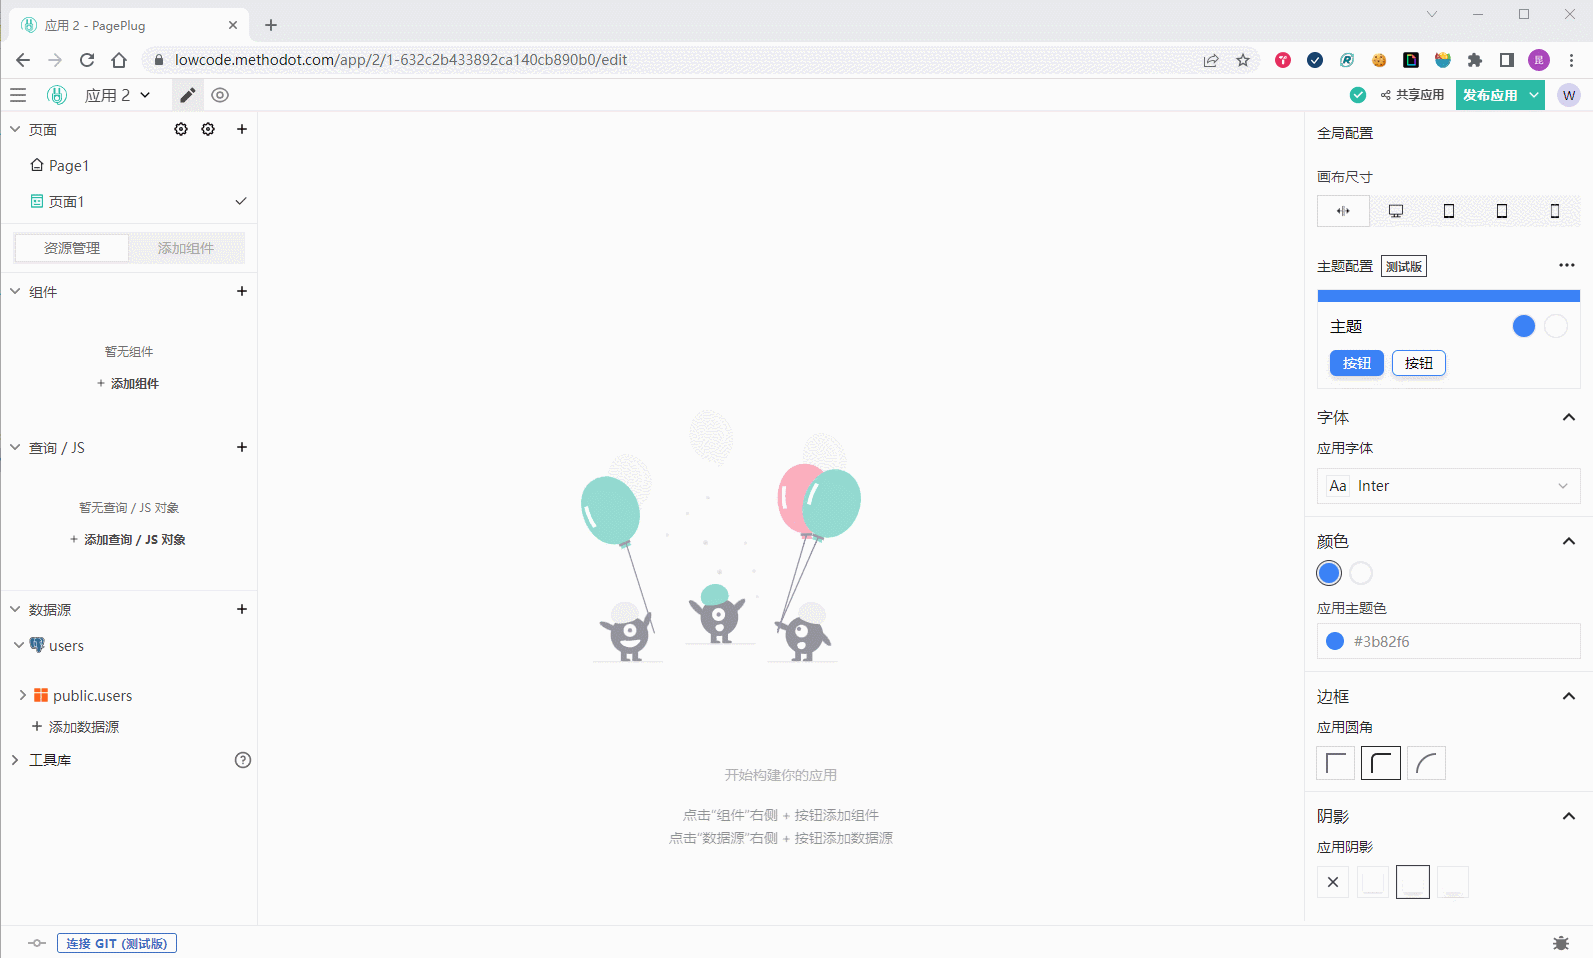 应用 2 - PagePlug
lowcode.methodot.com/app/2/1-632c2b433892ca140cb890b0/edit
昆
应用 2
共享应用
发布应用
W
页面
Page1
页面1
资源管理
添加组件
组件
暂无组件
+ 添加组件
查询 / JS
暂无查询 / JS 对象
+ 添加查询 / JS 对象
数据源
users
public.users
+ 添加数据源
工具库
开始构建你的应用
点击“组件”右侧 + 按钮添加组件
点击“数据源”右侧 + 按钮添加数据源
全局配置
画布尺寸
主题配置 测试版
主题
按钮 按钮
字体
应用字体
Aa Inter
颜色
应用主题色
#3b82f6
边框
应用圆角
阴影
应用阴影
连接 GIT (测试版)